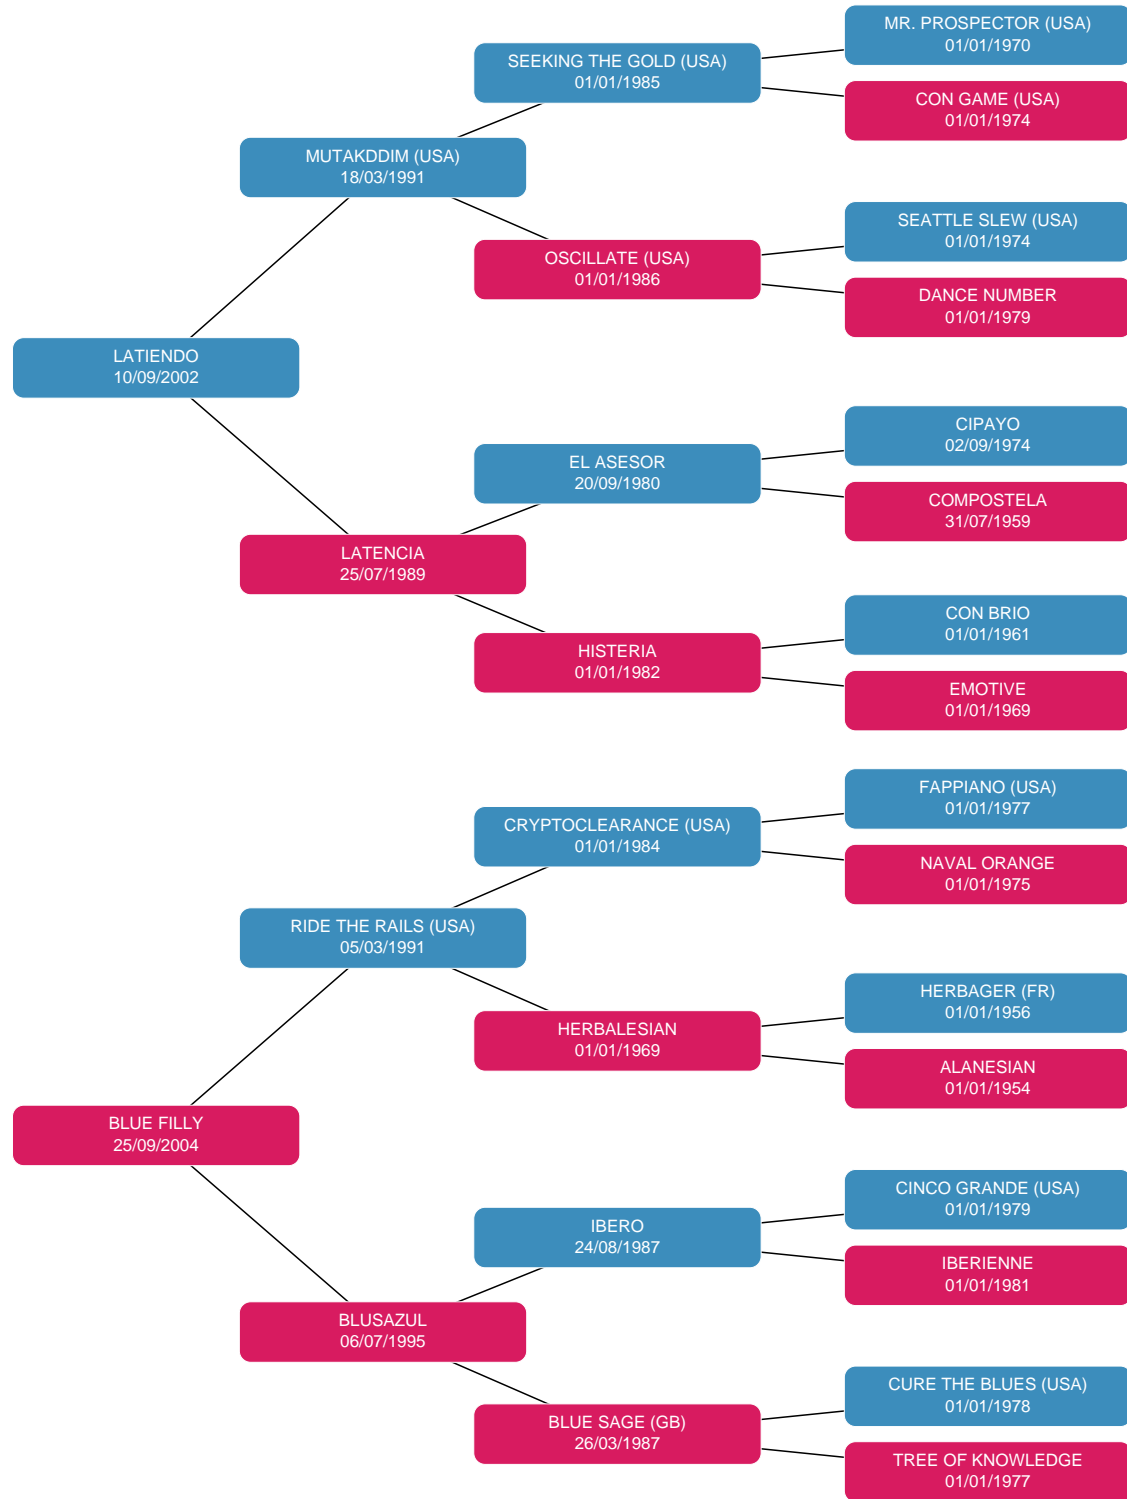 MR. PROSPECTOR (USA)
01/01/1970
SEEKING THE GOLD (USA)
01/01/1985
CON GAME (USA)
01/01/1974
MUTAKDDIM (USA)
18/03/1991
SEATTLE SLEW (USA)
01/01/1974
OSCILLATE (USA)
01/01/1986
DANCE NUMBER
01/01/1979
LATIENDO
10/09/2002
CIPAYO
02/09/1974
EL ASESOR
20/09/1980
COMPOSTELA
31/07/1959
LATENCIA
25/07/1989
CON BRIO
01/01/1961
HISTERIA
01/01/1982
EMOTIVE
01/01/1969
FAPPIANO (USA)
01/01/1977
CRYPTOCLEARANCE (USA)
01/01/1984
NAVAL ORANGE
01/01/1975
RIDE THE RAILS (USA)
05/03/1991
HERBAGER (FR)
01/01/1956
HERBALESIAN
01/01/1969
ALANESIAN
01/01/1954
BLUE FILLY
25/09/2004
CINCO GRANDE (USA)
01/01/1979
IBERO
24/08/1987
IBERIENNE
01/01/1981
BLUSAZUL
06/07/1995
CURE THE BLUES (USA)
01/01/1978
BLUE SAGE (GB)
26/03/1987
TREE OF KNOWLEDGE
01/01/1977